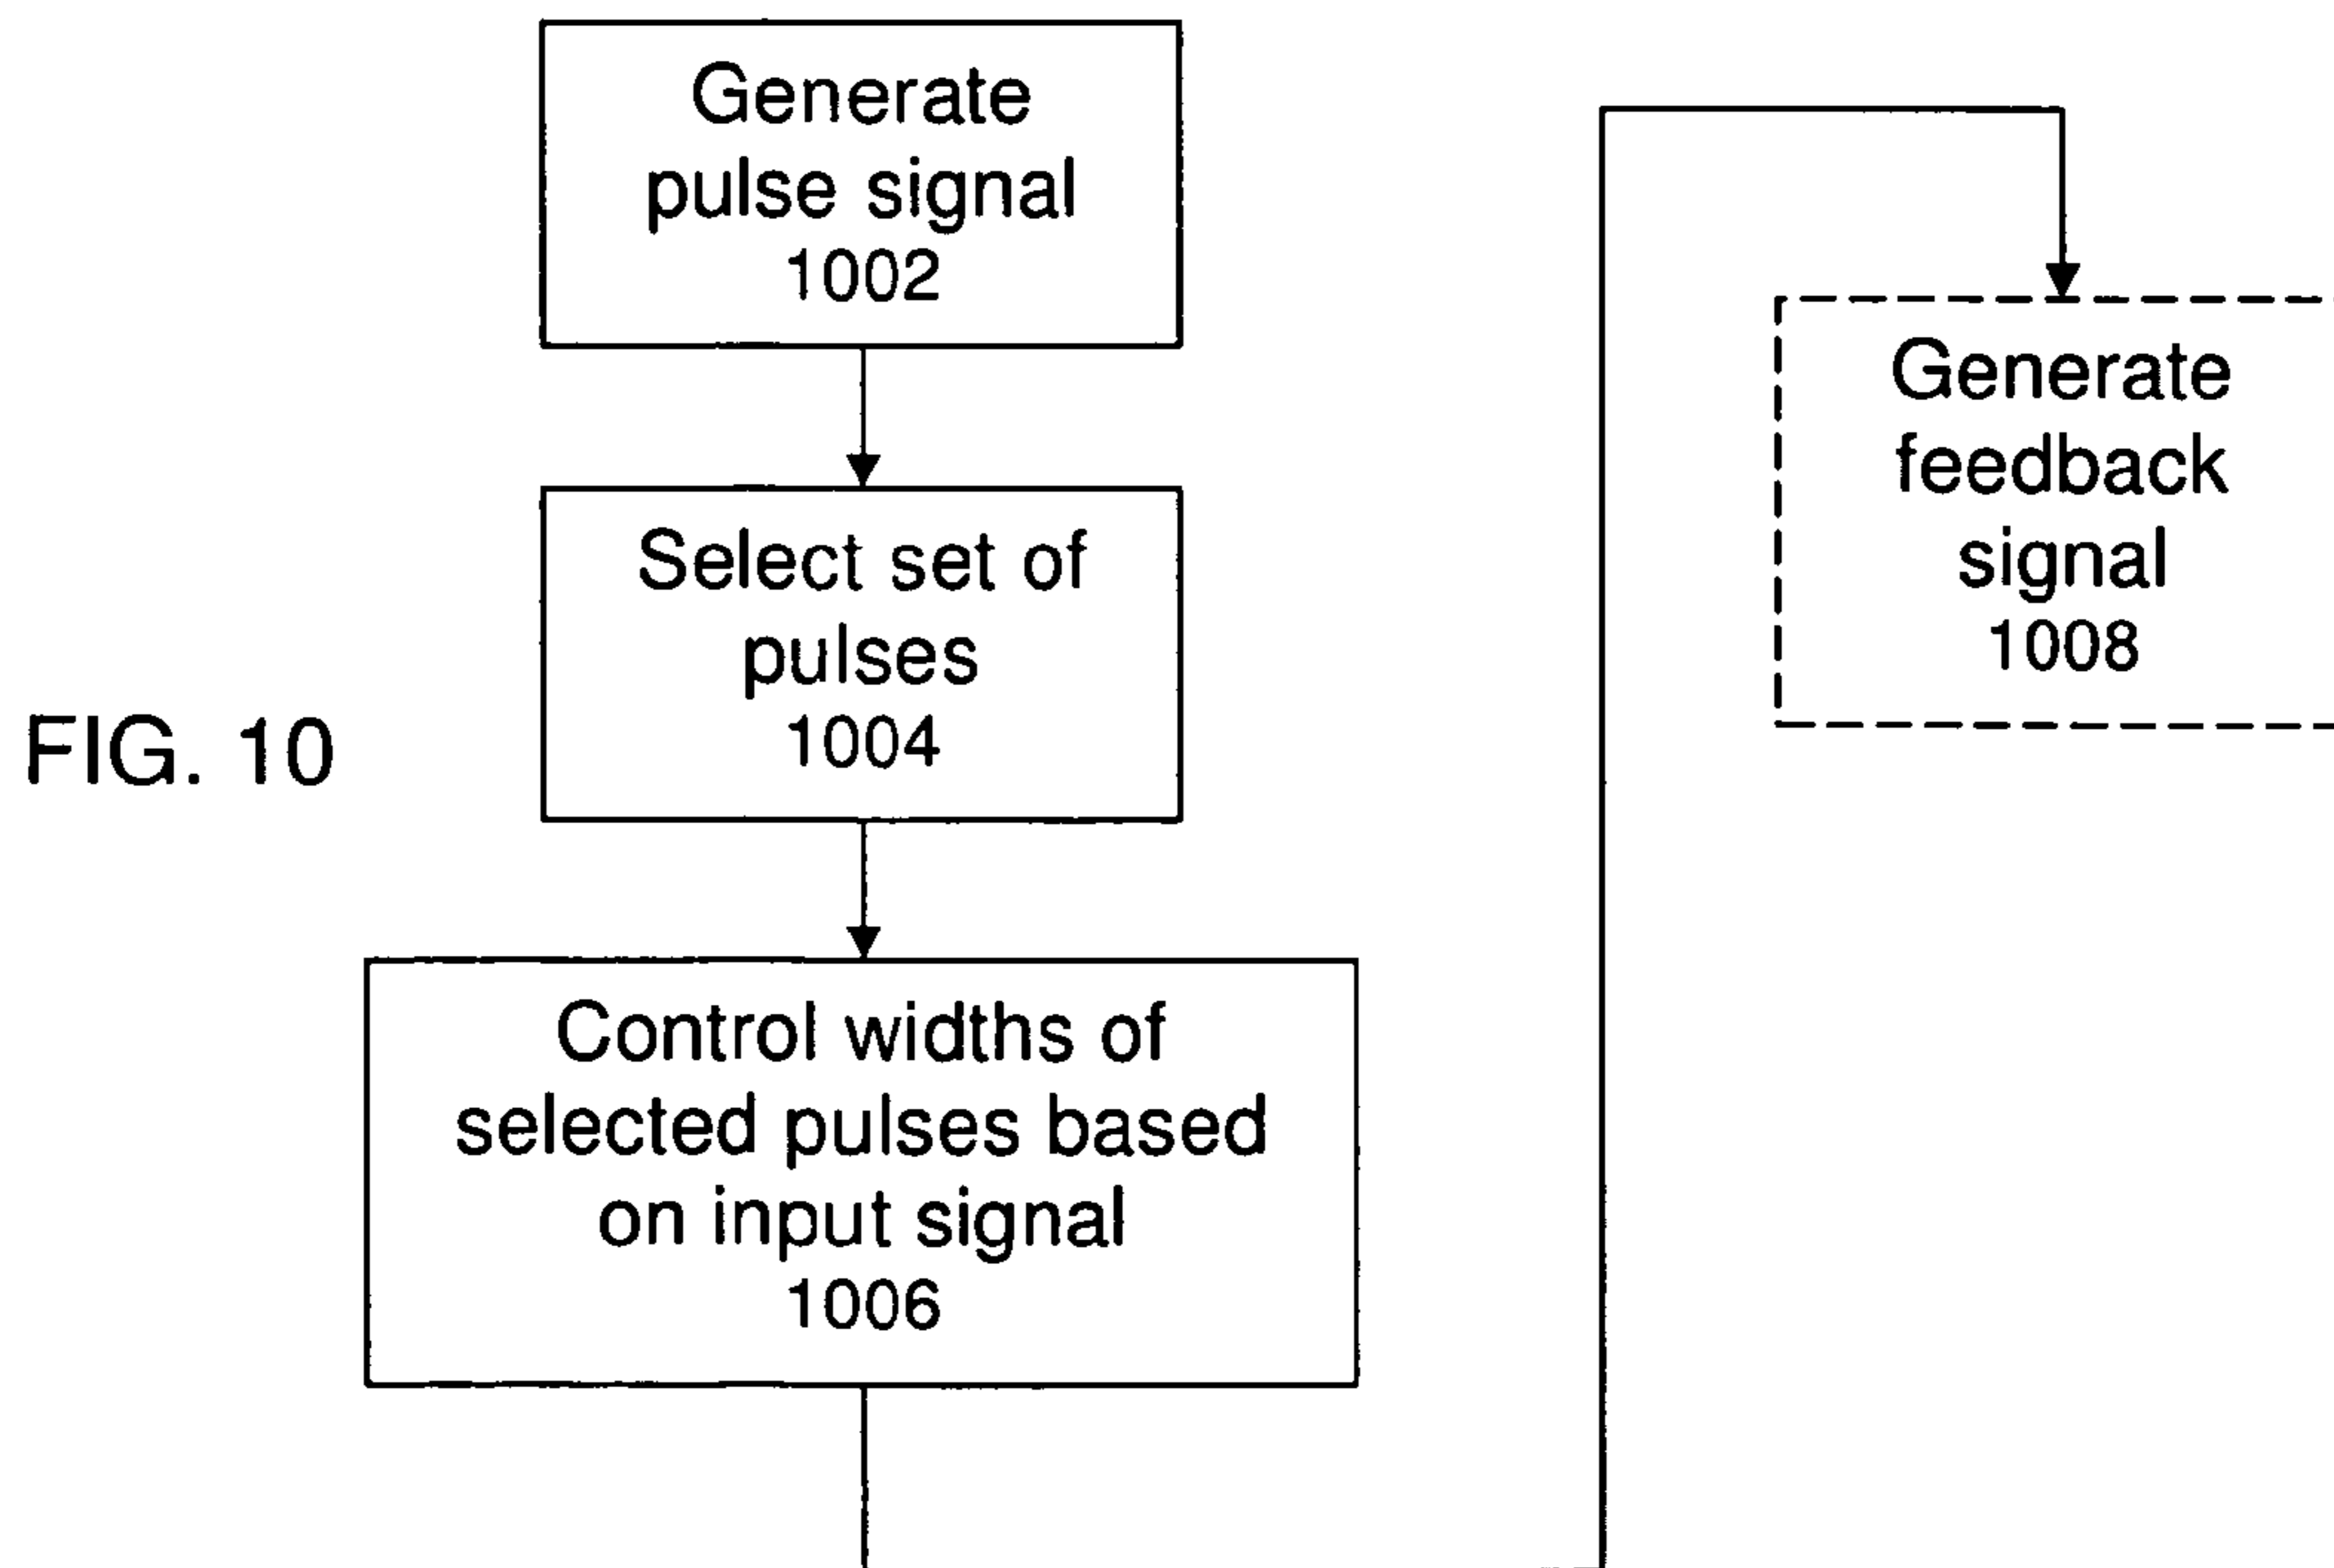 Generate
pulse signal
1002
Select set of
pulses
1004
FIG. 10
Control widths of
selected pulses based
on input signal
1006
Generate
feedback
signal
1008